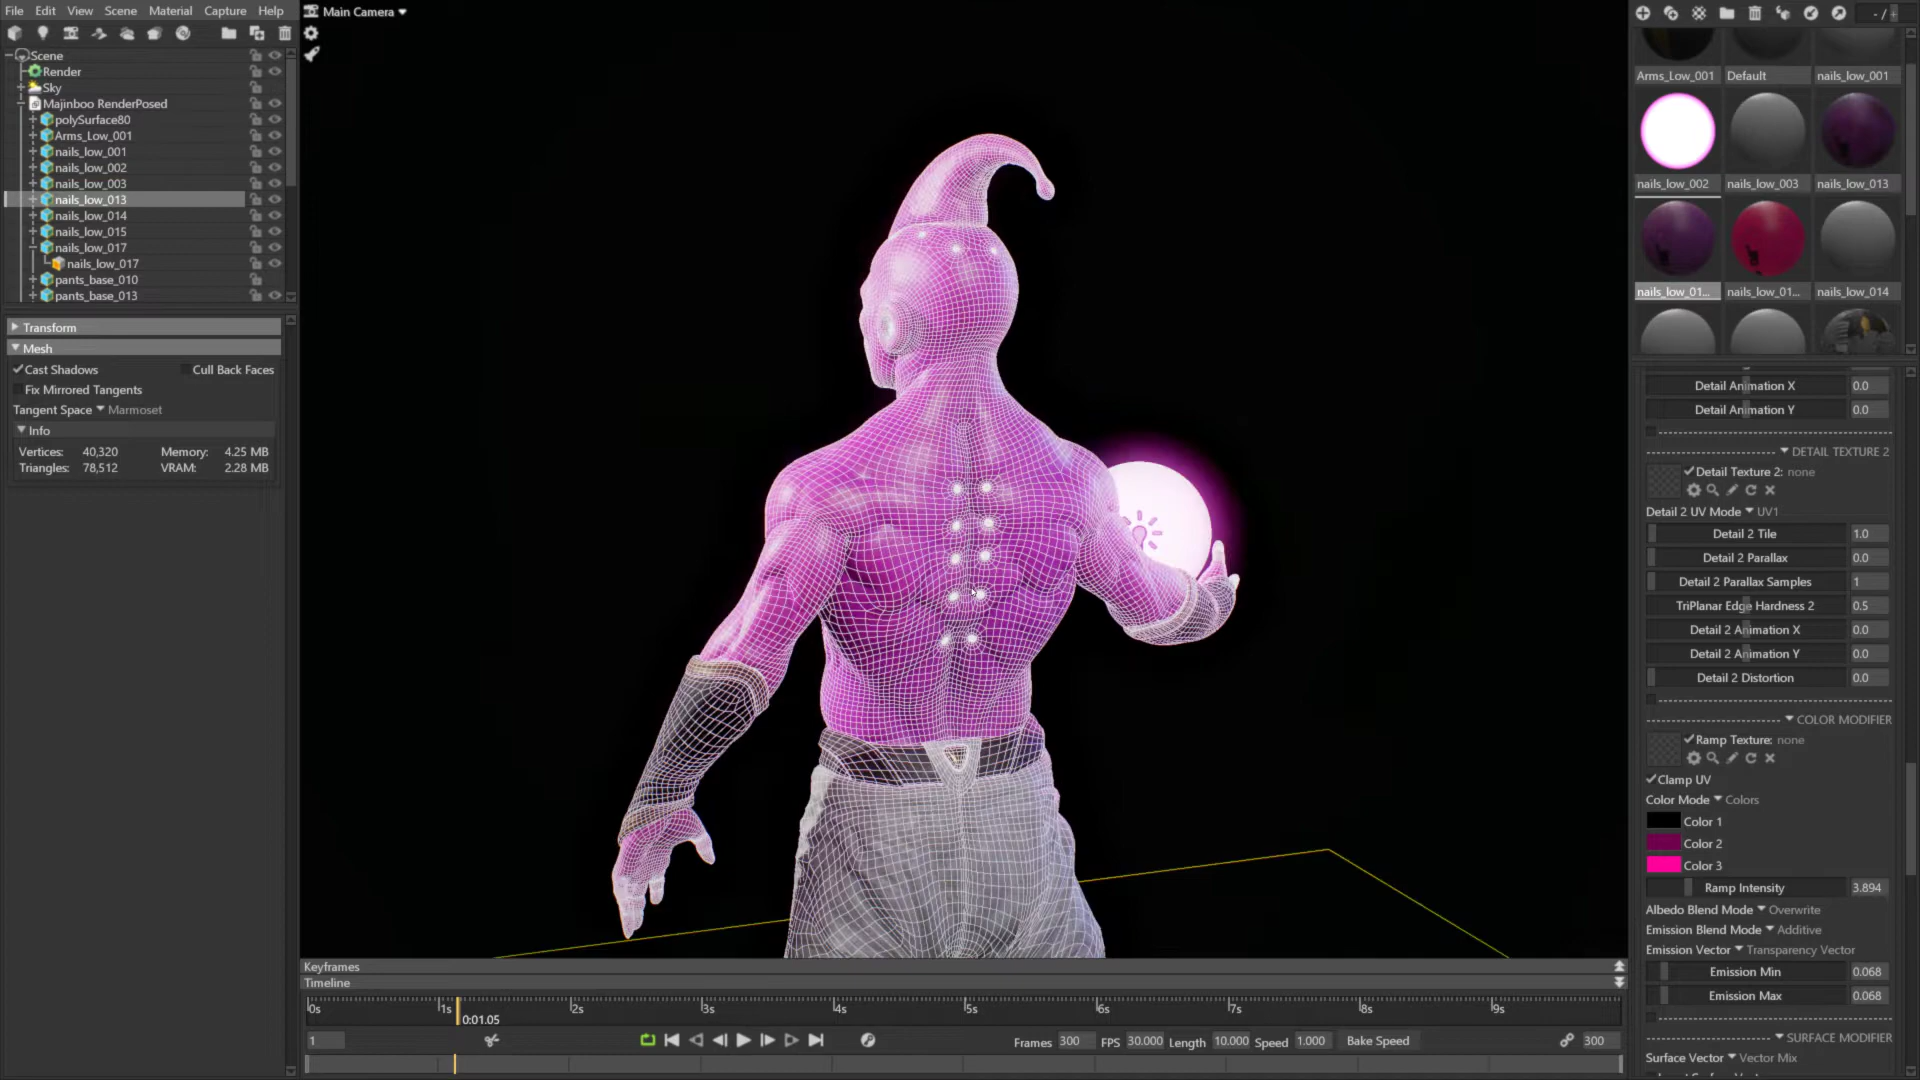 File Edit View Scene Material Capture Help
Main Camera
- /
Scene
Render
Sky
Majinboo RenderPosed
polySurface80
Arms_Low_001
nails_low_001
nails_low_002
nails_low_003
nails_low_013
nails_low_014
nails_low_015
nails_low_017
nails_low_017
pants_base_010
pants_base_013
Transform
Mesh
Cast Shadows Cull Back Faces
Fix Mirrored Tangents
Tangent Space Marmoset
Info
Vertices: 40,320 Memory: 4.25 MB
Triangles: 78,512 VRAM: 2.28 MB
Arms_Low_001 Default nails_low_001
nails_low_002 nails_low_003 nails_low_013
nails_low_01... nails_low_01... nails_low_014
Detail Animation X 0.0
Detail Animation Y 0.0
DETAIL TEXTURE 2
Detail Texture 2: none
Detail 2 UV Mode UV1
Detail 2 Tile 1.0
Detail 2 Parallax 0.0
Detail 2 Parallax Samples 1
TriPlanar Edge Hardness 2 0.5
Detail 2 Animation X 0.0
Detail 2 Animation Y 0.0
Detail 2 Distortion 0.0
COLOR MODIFIER
Ramp Texture: none
Clamp UV
Color Mode Colors
Color 1
Color 2
Color 3
Ramp Intensity 3.894
Albedo Blend Mode Overwrite
Emission Blend Mode Additive
Emission Vector Transparency Vector
Emission Min 0.068
Emission Max 0.068
SURFACE MODIFIER
Surface Vector Vector Mix
Keyframes
Timeline
0s 1s 2s 3s 4s 5s 6s 7s 8s 9s
0:01.05
1 Frames 300 FPS 30.000 Length 10.000 Speed 1.000 Bake Speed 300